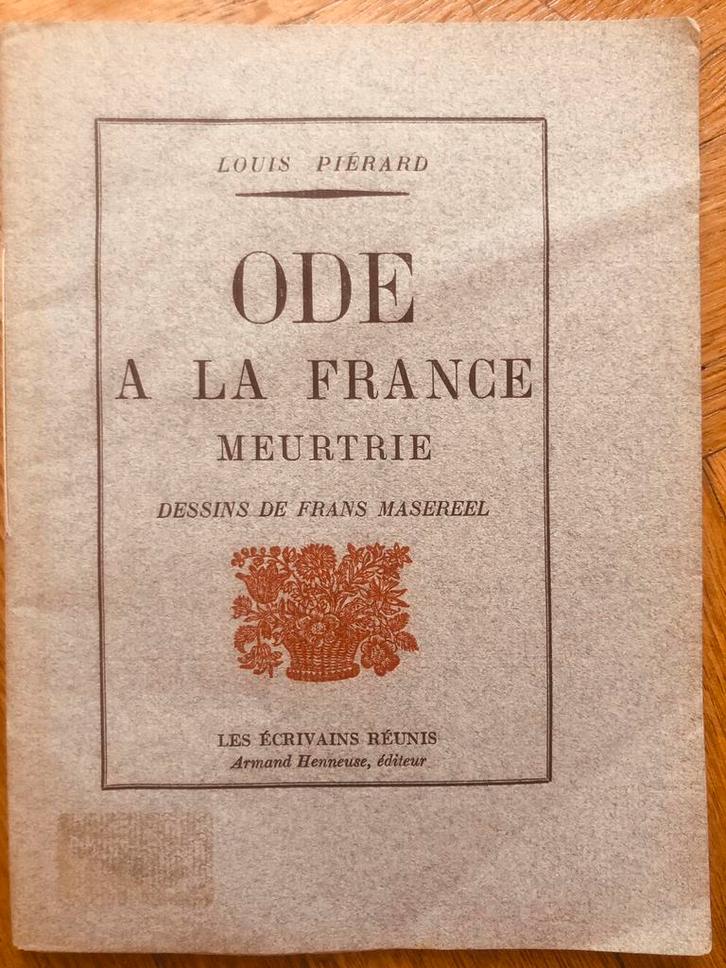 LOUIS PIÉRARD
ODE
A LA FRANCE
MEURTRIE
DESSINS DE FRANS MASEREEL
LES ÉCRIVAINS RÉUNIS
Armand Henneuse, éditeur